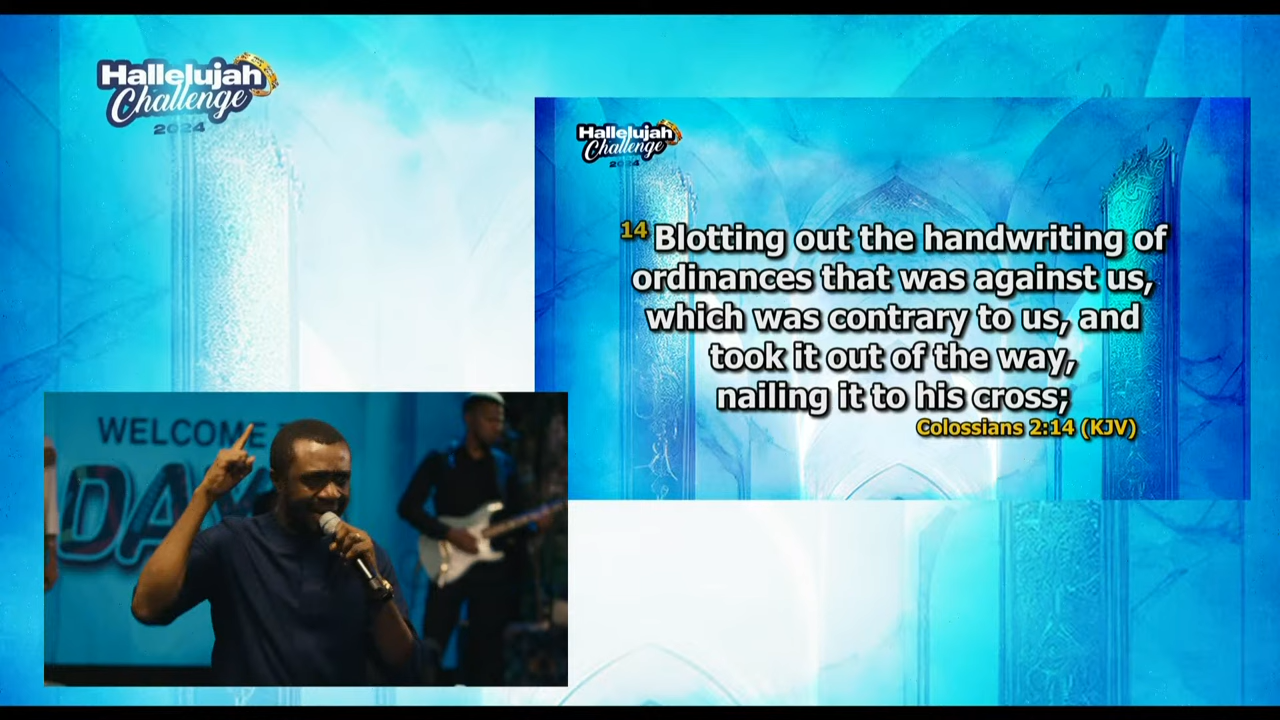 Hallelujah
Challenge
2024
Hallelujah
Challenge
2024
14 Blotting out the handwriting of
ordinances that was against us,
which was contrary to us, and
took it out of the way,
nailing it to his cross;
Colossians 2:14 (KJV)
WELCOME
DAY